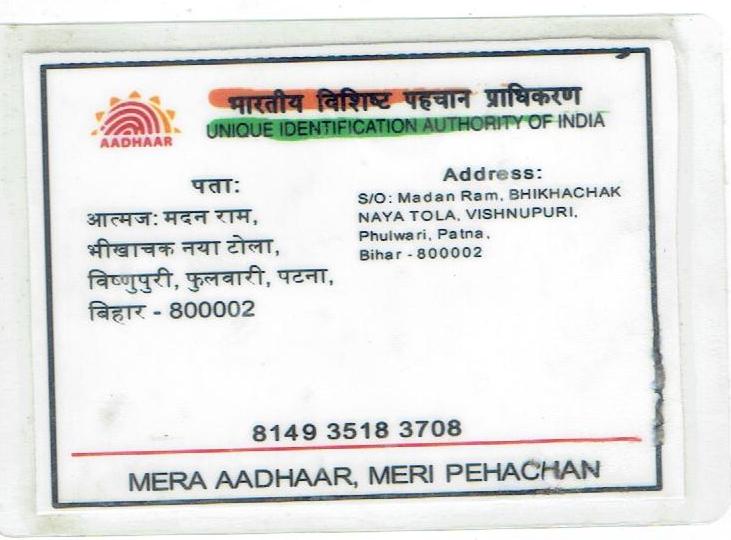 भारतीय विशिष्ट पहचान प्राधिकरण
UNIQUE IDENTIFICATION AUTHORITY OF INDIA
AADHAAR
पता:
आत्मज: मदन राम,
भीखाचक नया टोला,
विष्णुपुरी, फुलवारी, पटना,
बिहार - 800002
Address:
S/O: Madan Ram, BHIKHACHAK
NAYA TOLA, VISHNUPURI,
Phulwari, Patna,
Bihar - 800002
8149 3518 3708
MERA AADHAAR, MERI PEHACHAN